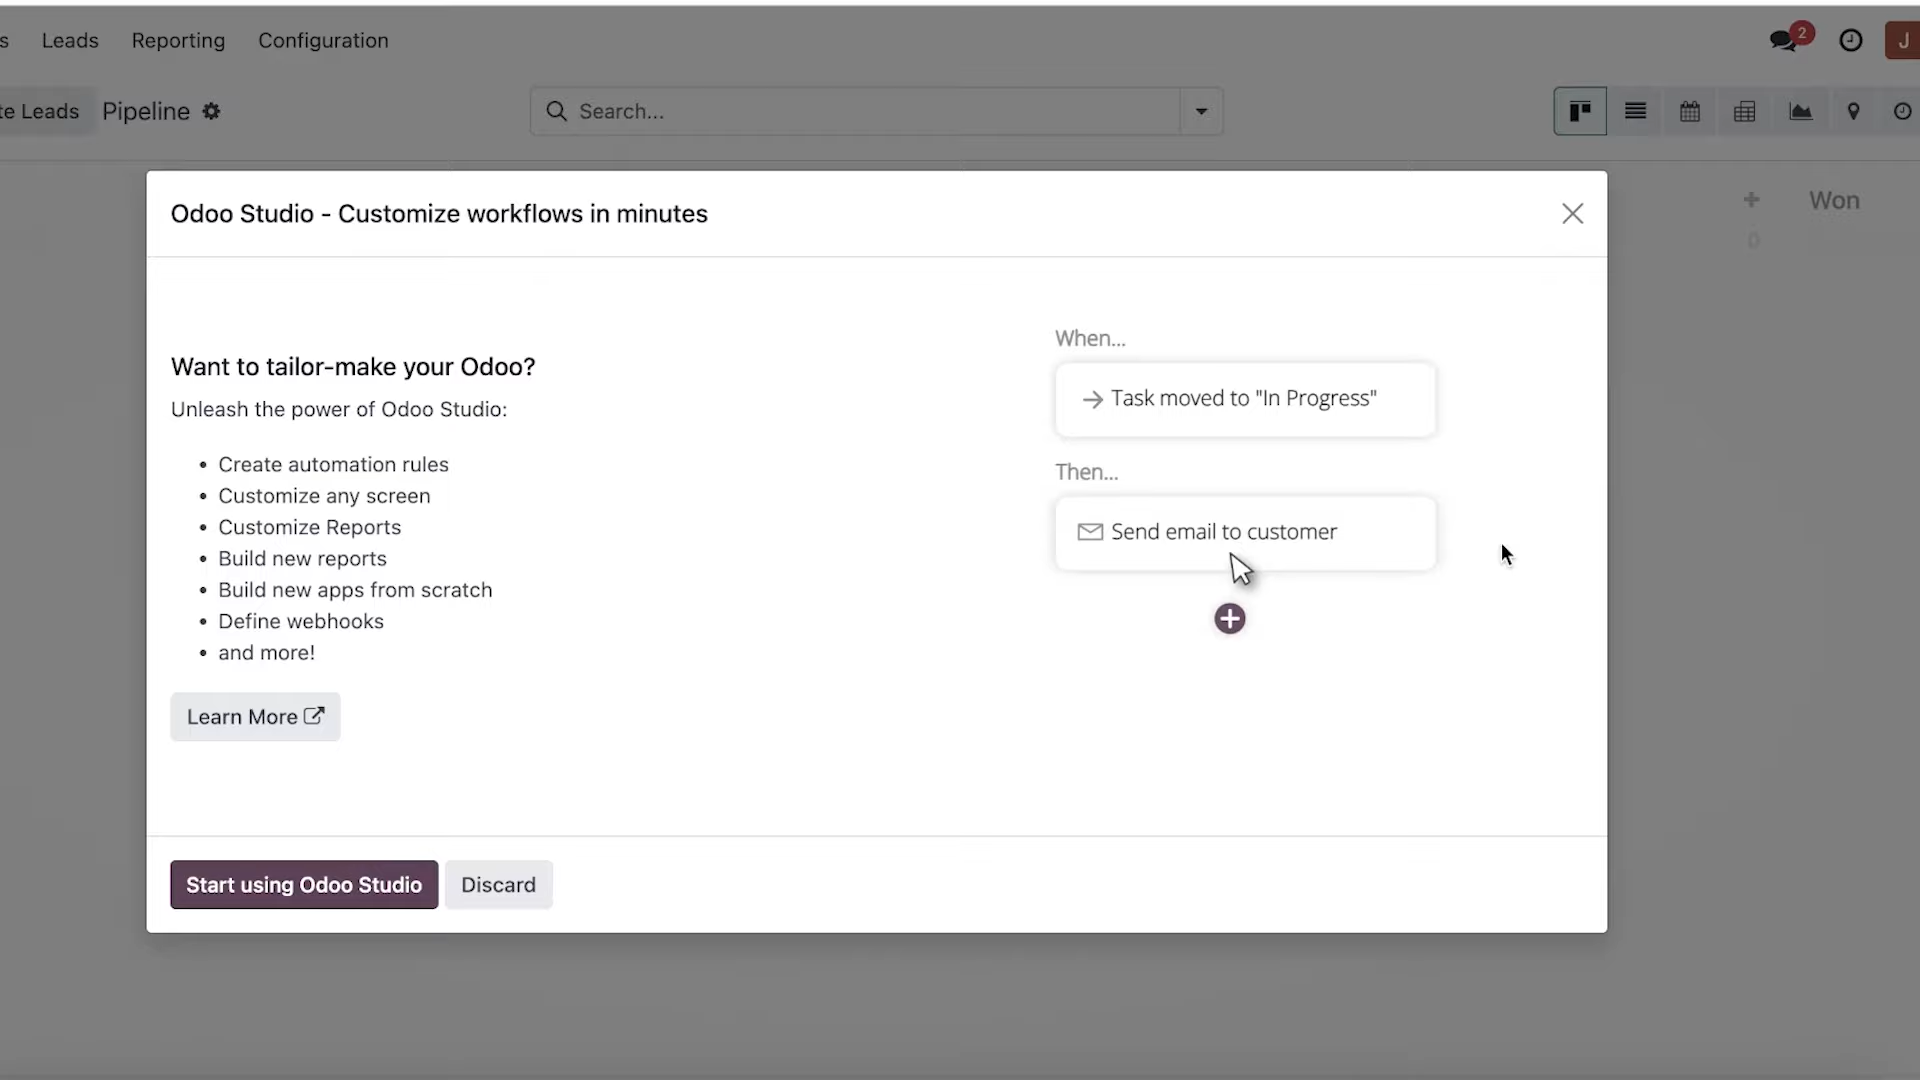 s Leads Reporting Configuration 2 J
te Leads Pipeline Search...
Won
0
Odoo Studio - Customize workflows in minutes
Want to tailor-make your Odoo?
Unleash the power of Odoo Studio:
• Create automation rules
• Customize any screen
• Customize Reports
• Build new reports
• Build new apps from scratch
• Define webhooks
• and more!
Learn More
When...
Task moved to "In Progress"
Then...
Send email to customer
Start using Odoo Studio Discard